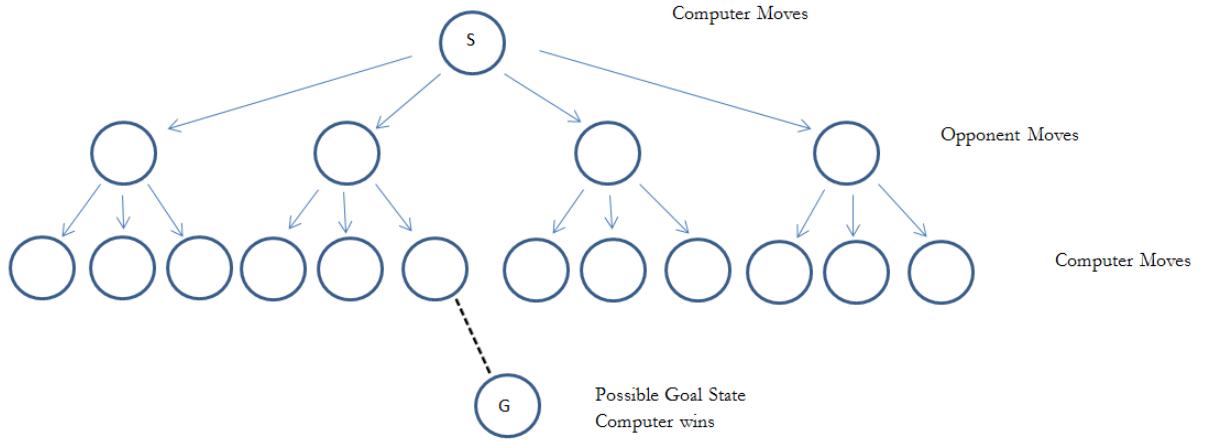 Computer Moves
S
Opponent Moves
Computer Moves
G
Possible Goal State
Computer wins